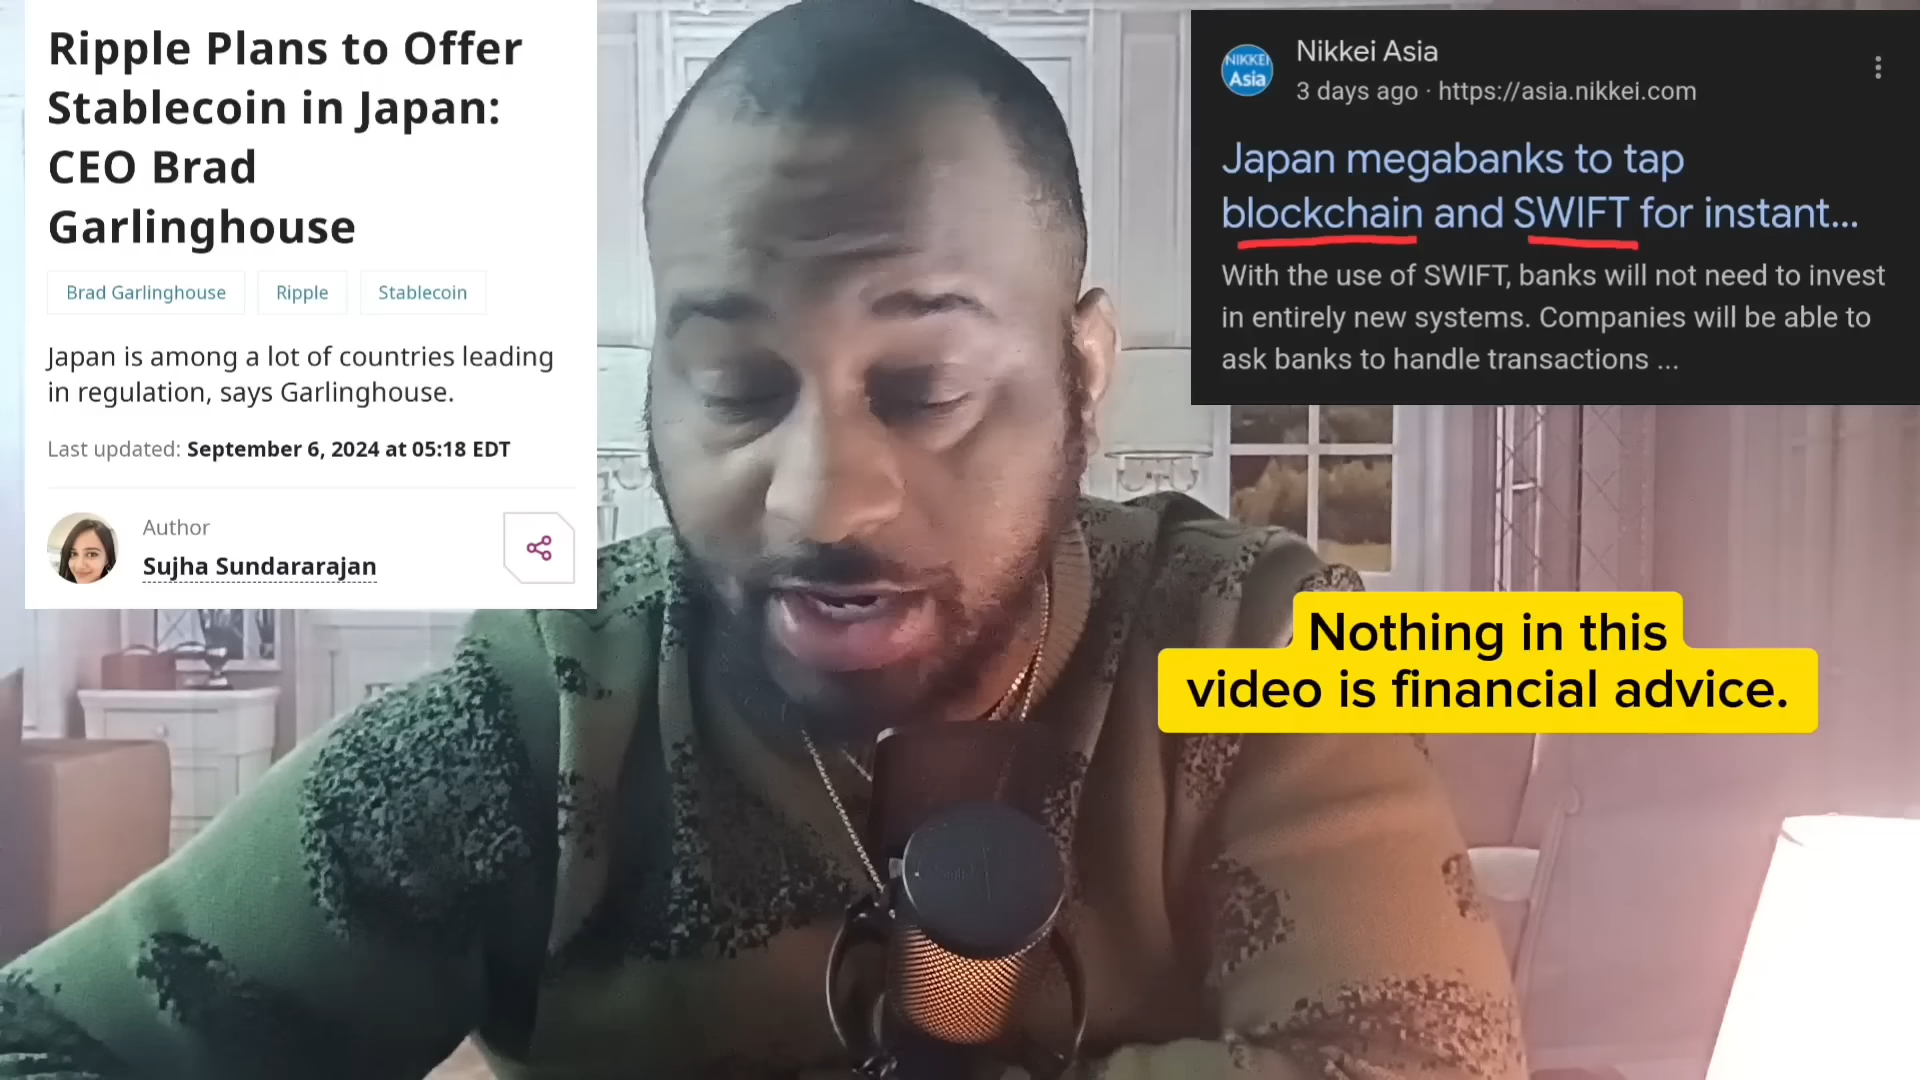 Ripple Plans to Offer
Stablecoin in Japan:
CEO Brad
Garlinghouse
Brad Garlinghouse
Ripple
Stablecoin
Japan is among a lot of countries leading
in regulation, says Garlinghouse.
Last updated: September 6, 2024 at 05:18 EDT
Author
Sujha Sundararajan
NIKKEI
Asia
Nikkei Asia
3 days ago · https://asia.nikkei.com
Japan megabanks to tap
blockchain and SWIFT for instant...
With the use of SWIFT, banks will not need to invest
in entirely new systems. Companies will be able to
ask banks to handle transactions ...
Nothing in this
video is financial advice.